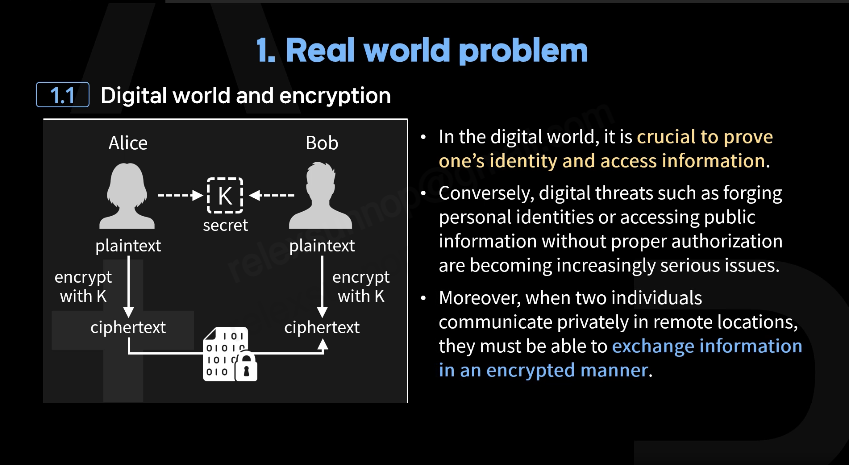 1. Real world problem
1.1 Digital world and encryption
Alice
Bob
K
secret
plaintext
plaintext
encrypt
with K
encrypt
with K
ciphertext
ciphertext
1 101
01011
010
• In the digital world, it is crucial to prove
one's identity and access information.
• Conversely, digital threats such as forging
personal identities or accessing public
information without proper authorization
are becoming increasingly serious issues.
• Moreover, when two individuals
communicate privately in remote locations,
they must be able to exchange information
in an encrypted manner.